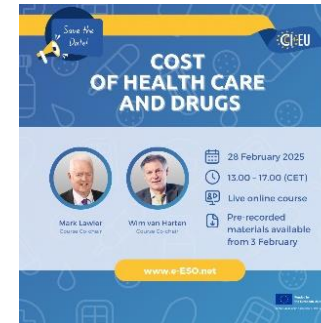 Save the
Date!
CI4EU
COST
OF HEALTH CARE
AND DRUGS
28 February 2025
13.00 - 17.00 (CET)
Live online course
Pre-recorded
materials available
from 3 February
Mark Lawler
Course Co-chair
Wim van Harten
Course Co-chair
www.e-ESO.net